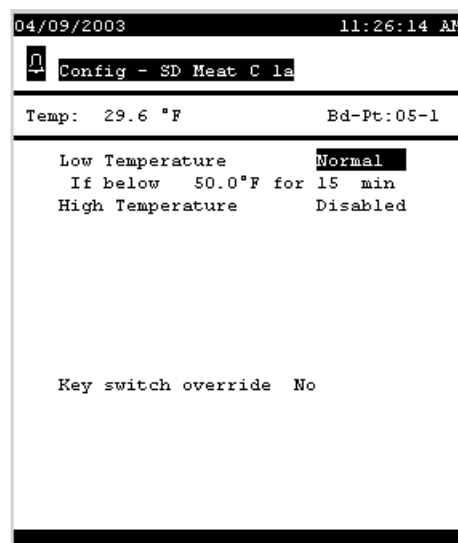 04/09/2003 11:26:14 AM
Config - SD Meat C la
Temp: 29.6 °F Bd-Pt:05-1
Low Temperature Normal
If below 50.0°F for 15 min
High Temperature Disabled
Key switch override No